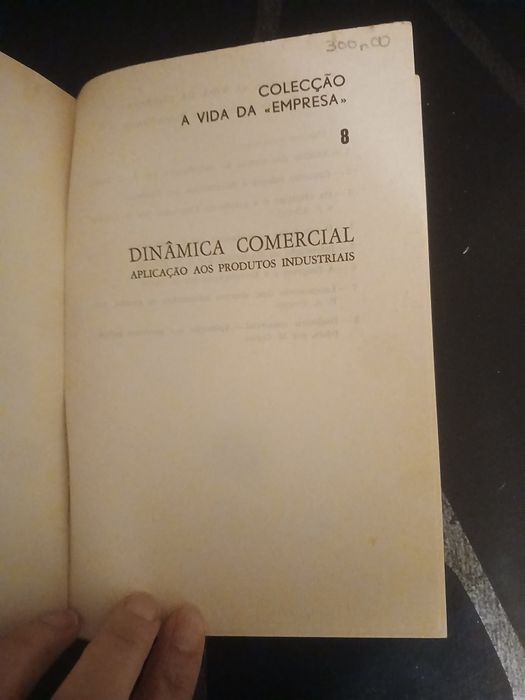 300,00
COLECÇÃO
A VIDA DA «EMPRESA»
8
DINÂMICA COMERCIAL
APLICAÇÃO AOS PRODUTOS INDUSTRIAIS